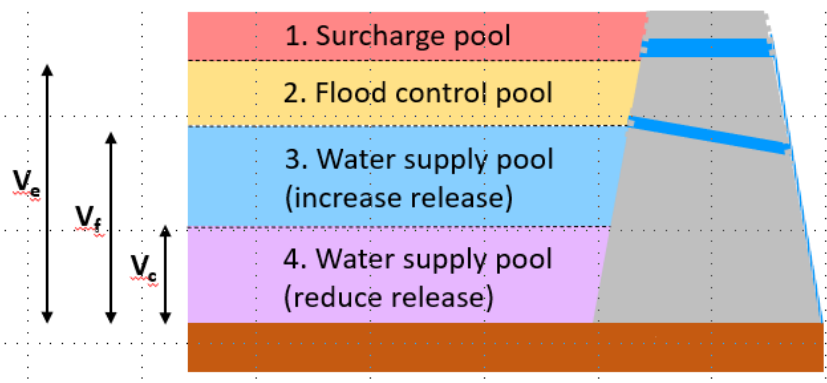 1. Surcharge pool
2. Flood control pool
3. Water supply pool
(increase release)
4. Water supply pool
(reduce release)
Ve
Vf
Vc